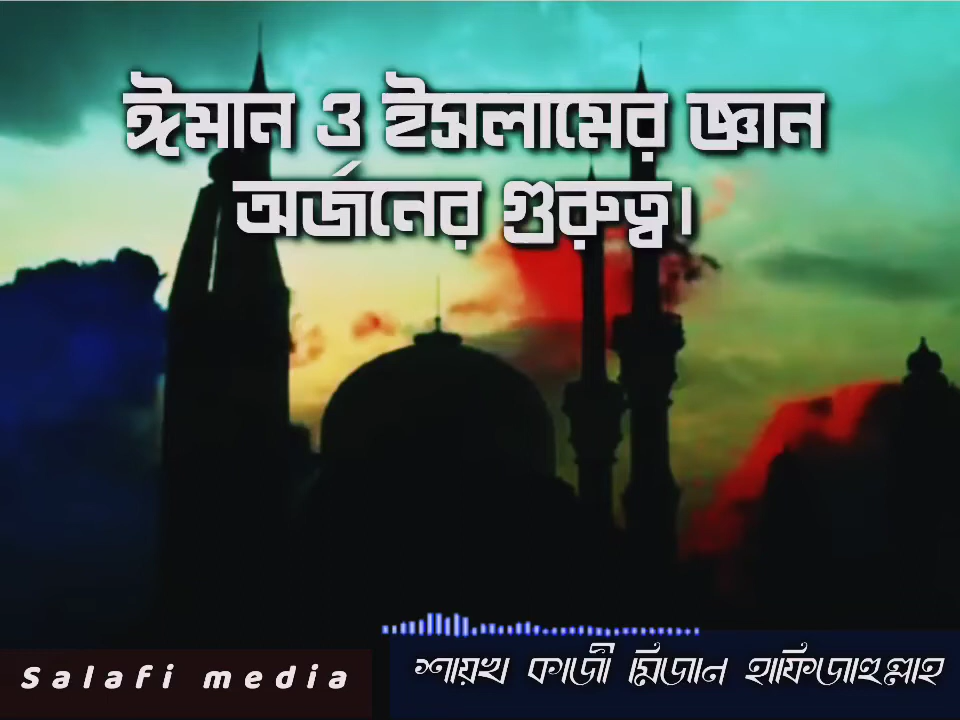 ঈমান ও ইসলামের জ্ঞান
অর্জনের গুরুত্ব।
Salafi media
শায়খ কাজী মিজান হাফিজাহুল্লাহ